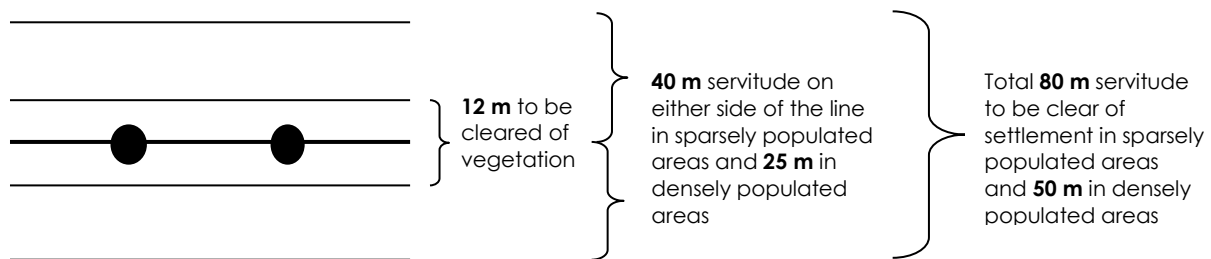 12 m to be
cleared of
vegetation
40 m servitude on
either side of the line
in sparsely populated
areas and 25 m in
densely populated
areas
Total 80 m servitude
to be clear of
settlement in sparsely
populated areas
and 50 m in densely
populated areas